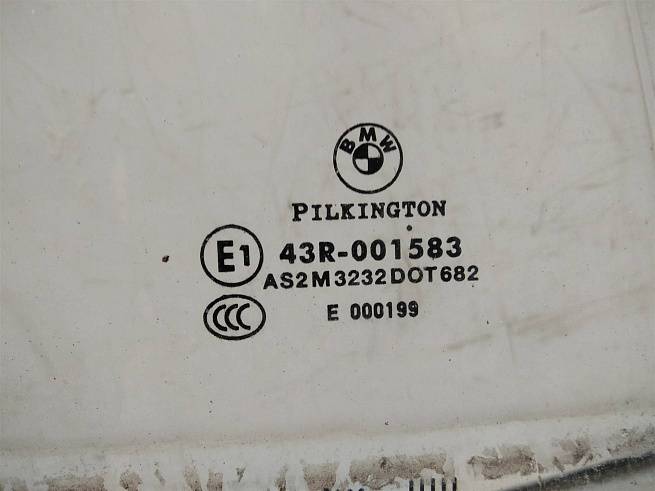 BMW
PILKINGTON
E1 43R-001583
AS2M3232DOT682
CCC E 000199